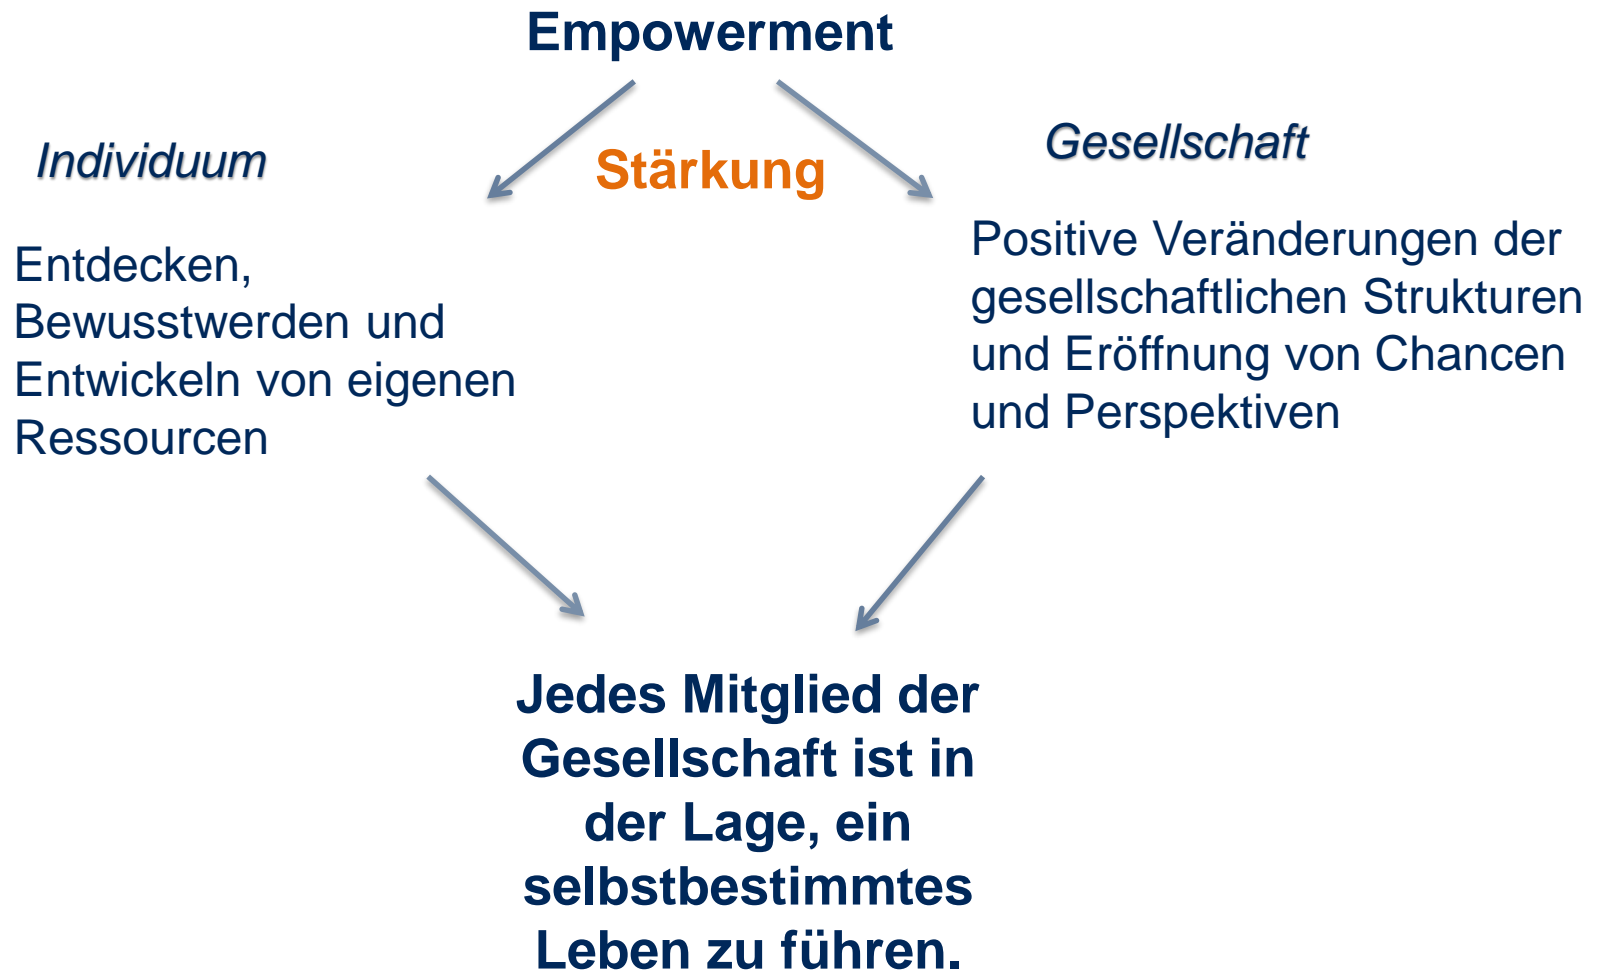 Empowerment
Individuum
Stärkung
Gesellschaft
Entdecken,
Bewusstwerden und
Entwickeln von eigenen
Ressourcen
Positive Veränderungen der
gesellschaftlichen Strukturen
und Eröffnung von Chancen
und Perspektiven
Jedes Mitglied der
Gesellschaft ist in
der Lage, ein
selbstbestimmtes
Leben zu führen.